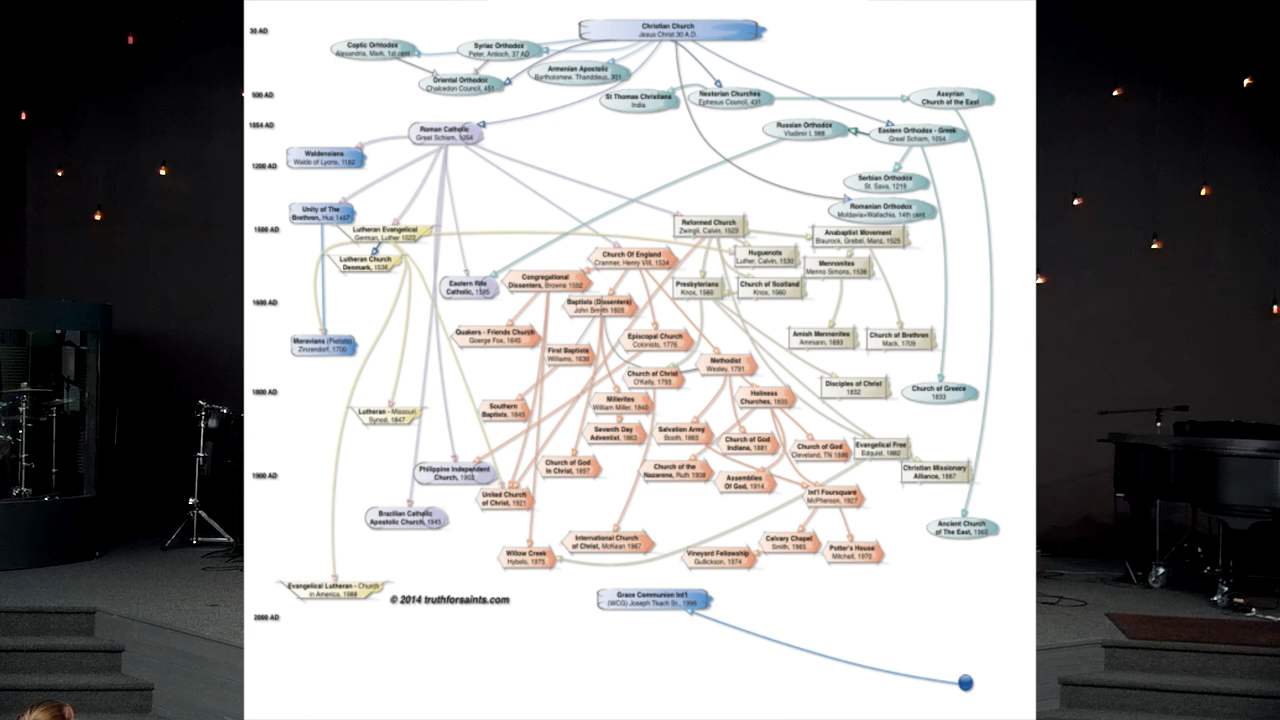 30 AD
Christian Church
Jesus Christ 30 A.D.
Coptic Orhtodox
Alexandria, Mark, 1st cent
Syriac Orthodox
Peter, Antioch, 37 AD
Armenian Apostolic
Bartholomew, Thanddeus, 301
Oriental Orthodox
Chalcedon Council, 451
500 AD
St Thomas Christians
India
Nesterian Churches
Ephesus Council, 431
Assyrian
Church of the East
1054 AD
Roman Catholic
Great Schism, 1054
Russian Orthodox
Vladimir I, 988
Eastern Orthodox - Greek
Great Schism, 1054
Waldensians
Waldo of Lyons, 1182
1200 AD
Serbian Orthodox
St. Sava, 1219
Unity of The
Brethren, Hus 1457
Romanian Orthodox
Moldavia+Wallachia, 14th cent
1500 AD
Lutheran Evangelical
German, Luther 1522
Reformed Church
Zwingli, Calvin, 1523
Anabaptist Movement
Blaurock, Grebel, Manz, 1525
Lutheran Church
Denmark, 1536
Church Of England
Cranmer, Henry VIII, 1534
Huguenots
Luther, Calvin, 1530
Mennonites
Menno Simons, 1536
Eastern Rite
Catholic, 1595
Congregational
Dissenters, Browne 1592
Presbyterians
Knox, 1560
Church of Scotland
Knox, 1560
1600 AD
Baptists (Dissenters)
John Smyth 1609
Moravians (Pietists)
Zinzendorf, 1700
Quakers - Friends Church
Goerge Fox, 1645
First Baptists
Williams, 1638
Episcopal Church
Colonists, 1776
Amish Mennonites
Ammann, 1693
Church of Brethren
Mack, 1709
Church of Christ
O'Kelly, 1793
Methodist
Wesley, 1791
1800 AD
Disciples of Christ
1832
Church of Greece
1833
Lutheran - Missouri
Synod, 1847
Southern
Baptists, 1845
Millerites
William Miller, 1840
Holiness
Churches, 1835
Seventh Day
Adventist, 1863
Salvation Army
Booth, 1865
Church of God
Indiana, 1881
Church of God
Cleveland, TN 1886
Evangelical Free
Edquist, 1882
1900 AD
Philippine Independent
Church, 1902
Church of God
In Christ, 1897
Church of the
Nazarene, Ruth 1908
Assemblies
Of God, 1914
Christian Missionary
Alliance, 1887
United Church
of Christ, 1921
Int'l Foursquare
McPherson, 1927
Brazilian Catholic
Apostolic Church, 1945
Ancient Church
of The East, 1960
International Church
of Christ, McKean 1967
Willow Creek
Hybels, 1975
Vineyard Fellowship
Gullickson, 1974
Calvary Chapel
Smith, 1965
Potter's House
Mitchell, 1970
Evangelical Lutheran - Church
in America, 1988
© 2014 truthforsaints.com
Grace Communion Int'l
(WCG) Joseph Tkach Sr., 1995
2000 AD